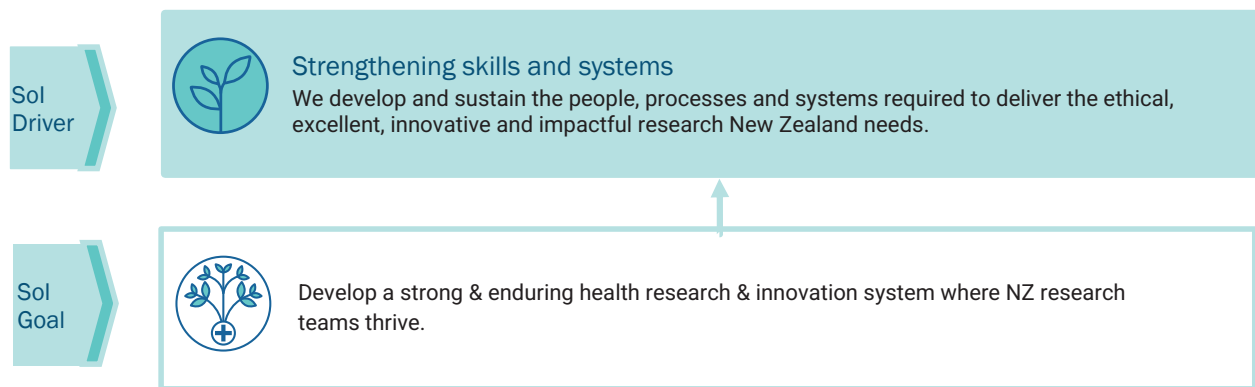 SoI
Driver
Strengthening skills and systems
We develop and sustain the people, processes and systems required to deliver the ethical,
excellent, innovative and impactful research New Zealand needs.
SoI
Goal
Develop a strong & enduring health research & innovation system where NZ research
teams thrive.